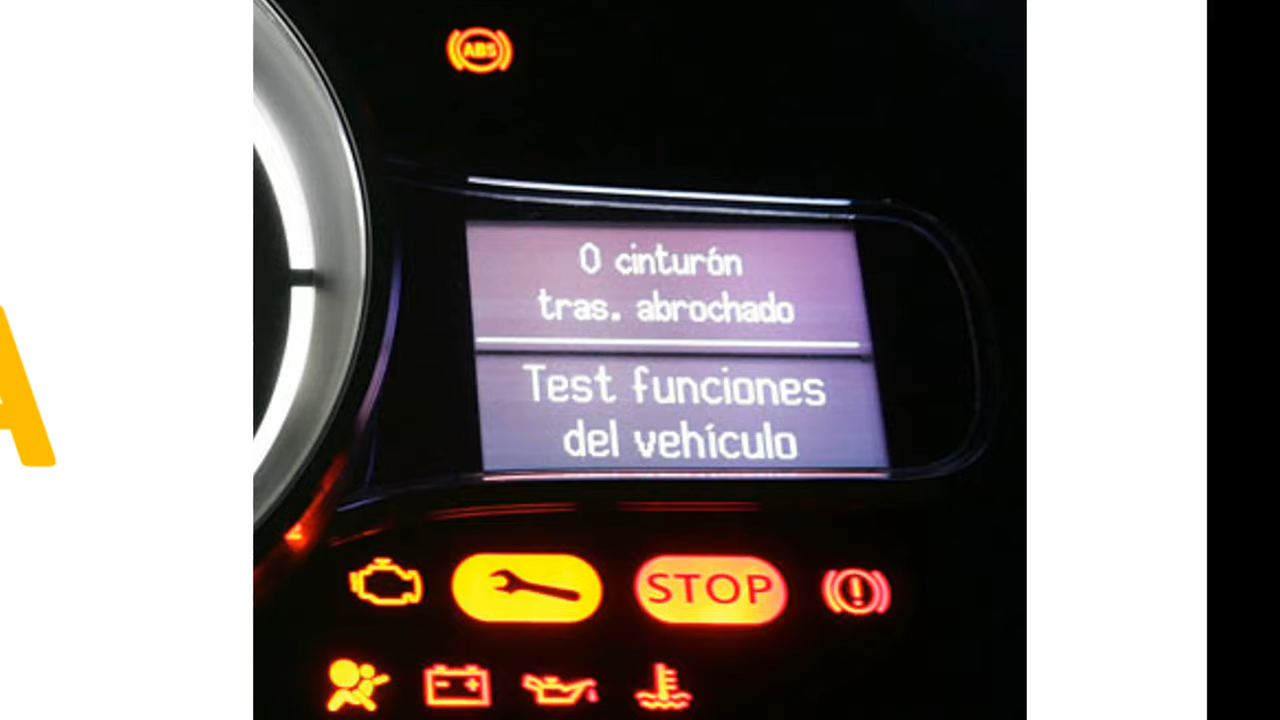 A
ABS
0 cinturón
tras. abrochado
Test funciones
del vehículo
STOP